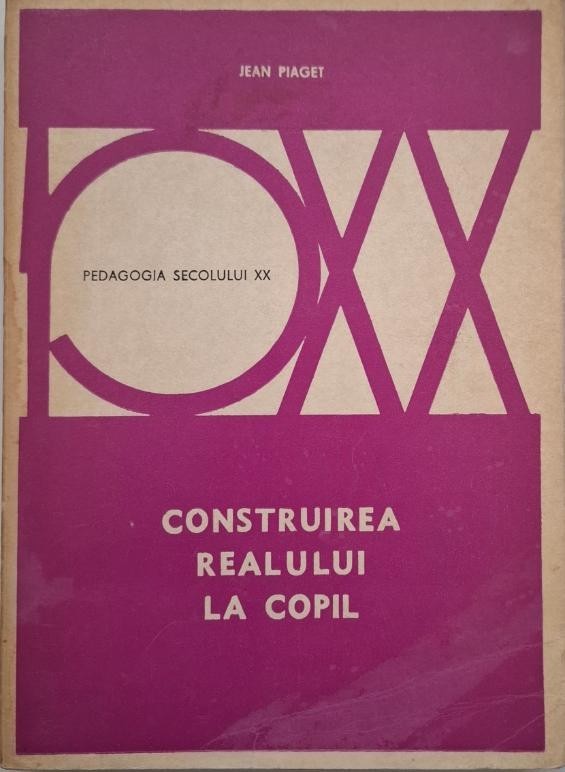 JEAN PIAGET
PEDAGOGIA SECOLULUI XX
CONSTRUIREA
REALULUI
LA COPIL